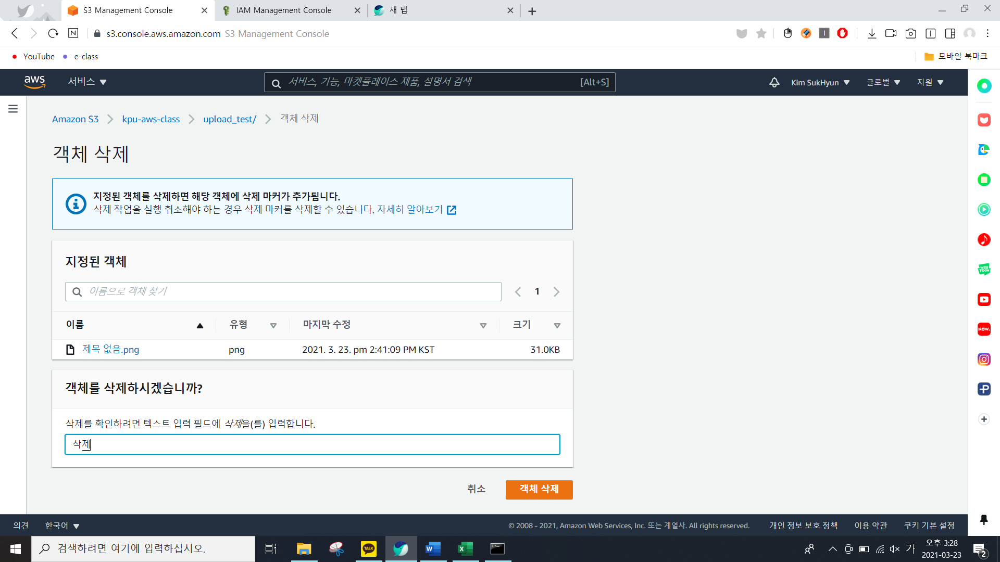 S3 Management Console
IAM Management Console
새 탭
N
s3.console.aws.amazon.com S3 Management Console
YouTube
e-class
모바일 북마크
aws
서비스
서비스, 기능, 마켓플레이스 제품, 설명서 검색
[Alt+S]
Kim SukHyun
글로벌
지원
Amazon S3
kpu-aws-class
upload_test/
객체 삭제
객체 삭제
지정된 객체를 삭제하면 해당 객체에 삭제 마커가 추가됩니다.
삭제 작업을 실행 취소해야 하는 경우 삭제 마커를 삭제할 수 있습니다. 자세히 알아보기
지정된 객체
이름으로 객체 찾기
1
이름
유형
마지막 수정
크기
제목 없음.png
png
2021. 3. 23. pm 2:41:09 PM KST
31.0KB
객체를 삭제하시겠습니까?
삭제를 확인하려면 텍스트 입력 필드에 삭제을(를) 입력합니다.
삭제
취소
객체 삭제
WEB
TOON
NOW.
의견
한국어
© 2008 - 2021, Amazon Web Services, Inc. 또는 계열사. All rights reserved.
개인 정보 보호 정책
이용 약관
쿠키 기본 설정
검색하려면 여기에 입력하십시오.
TALK
W
X
가
오후 3:28
2021-03-23
2